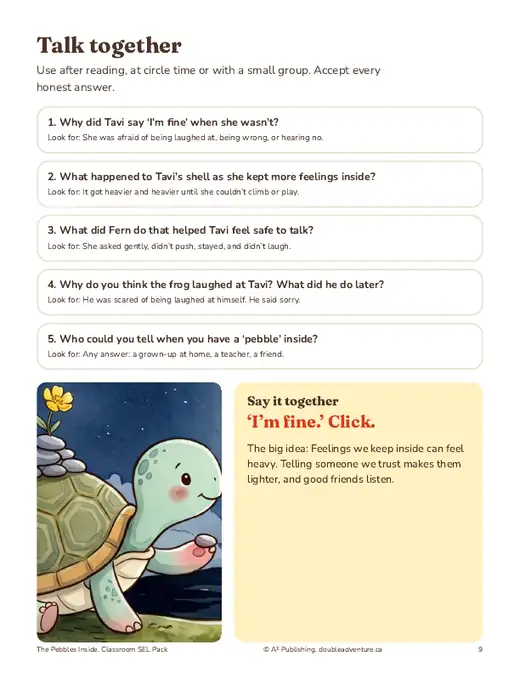 Talk together
Use after reading, at circle time or with a small group. Accept every
honest answer.
1. Why did Tavi say ‘I’m fine’ when she wasn’t?
Look for: She was afraid of being laughed at, being wrong, or hearing no.
2. What happened to Tavi’s shell as she kept more feelings inside?
Look for: It got heavier and heavier until she couldn’t climb or play.
3. What did Fern do that helped Tavi feel safe to talk?
Look for: She asked gently, didn’t push, stayed, and didn’t laugh.
4. Why do you think the frog laughed at Tavi? What did he do later?
Look for: He was scared of being laughed at himself. He said sorry.
5. Who could you tell when you have a ‘pebble’ inside?
Look for: Any answer: a grown-up at home, a teacher, a friend.
Say it together
‘I’m fine.’ Click.
The big idea: Feelings we keep inside can feel
heavy. Telling someone we trust makes them
lighter, and good friends listen.
The Pebbles Inside. Classroom SEL Pack
© A² Publishing. doubleadventure.ca
9